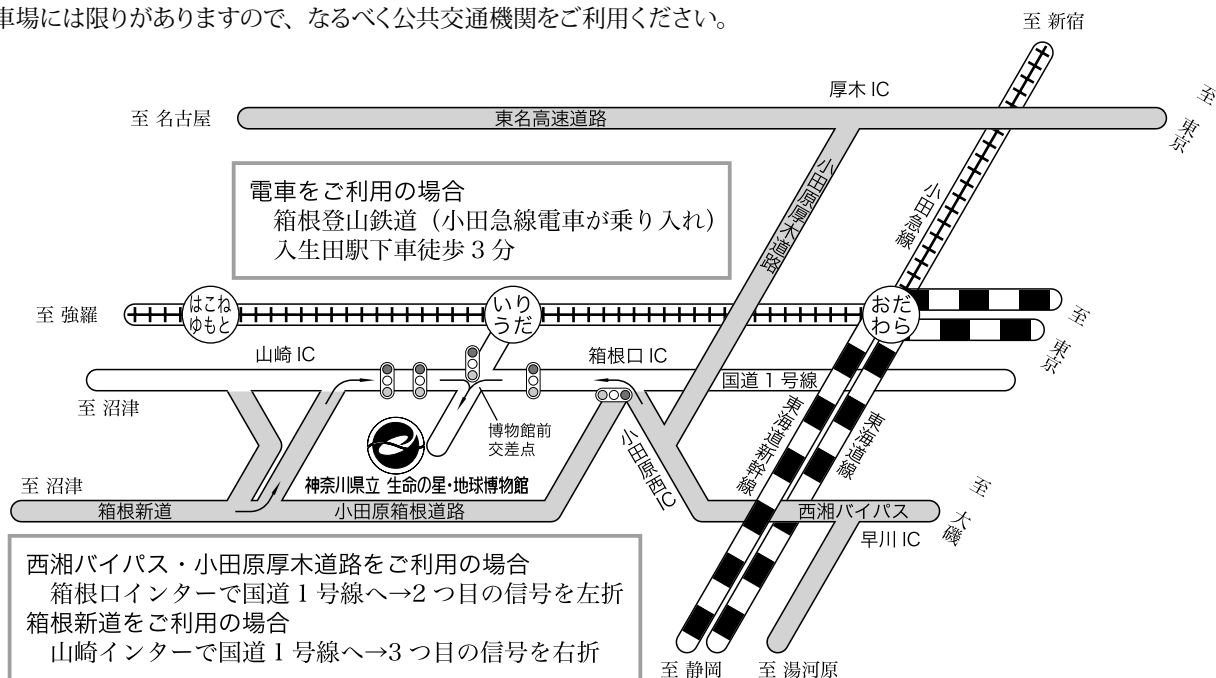 車場には限りがありますので、なるべく公共交通機関をご利用ください。
至 新宿
厚木 IC
至 名古屋
東名高速道路
至 東京
小田原厚木道路
小田急線
電車をご利用の場合
箱根登山鉄道（小田急線電車が乗り入れ）
入生田駅下車徒歩 3 分
至 強羅
はこね
ゆもと
いり
うだ
おだ
わら
至 東京
山崎 IC
箱根口 IC
国道 1 号線
至 沼津
博物館前
交差点
小田原西IC
東海道新幹線
東海道線
神奈川県立 生命の星・地球博物館
至 沼津
箱根新道
小田原箱根道路
西湘バイパス
至 大磯
早川 IC
西湘バイパス・小田原厚木道路をご利用の場合
箱根口インターで国道 1 号線へ→2 つ目の信号を左折
箱根新道をご利用の場合
山崎インターで国道 1 号線へ→3 つ目の信号を右折
至 静岡
至 湯河原